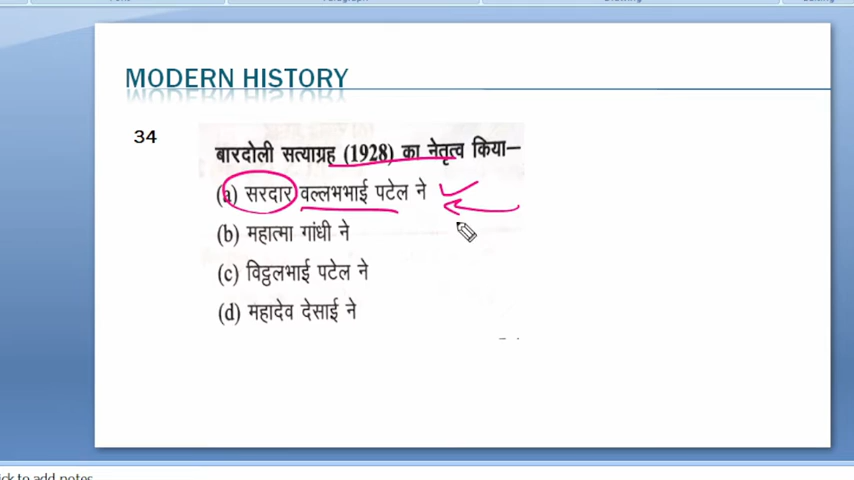 MODERN HISTORY
34
बारदोली सत्याग्रह (1928) का नेतृत्व किया–
(a) सरदार वल्लभभाई पटेल ने
(b) महात्मा गांधी ने
(c) विट्ठलभाई पटेल ने
(d) महादेव देसाई ने